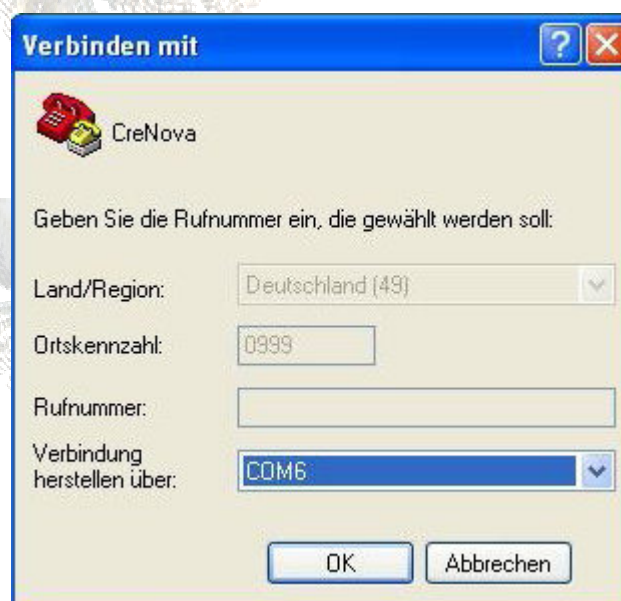 Verbinden mit
CreNova
Geben Sie die Rufnummer ein, die gewählt werden soll:
Land/Region:
Deutschland (49)
Ortskennzahl:
0999
Rufnummer:
Verbindung
herstellen über:
COM6
OK
Abbrechen